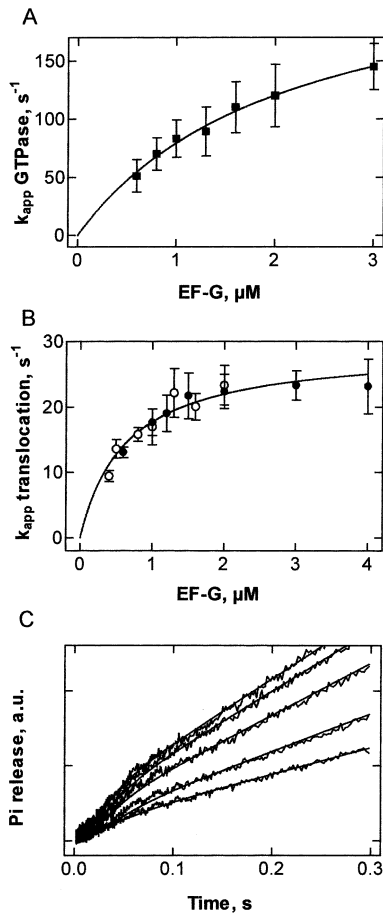 A
150
100
50
0
k_app GTPase, s⁻¹
0 1 2 3
EF-G, µM
B
30
20
10
0
k_app translocation, s⁻¹
0 1 2 3 4
EF-G, µM
C
Pi release, a.u.
0.0 0.1 0.2 0.3
Time, s